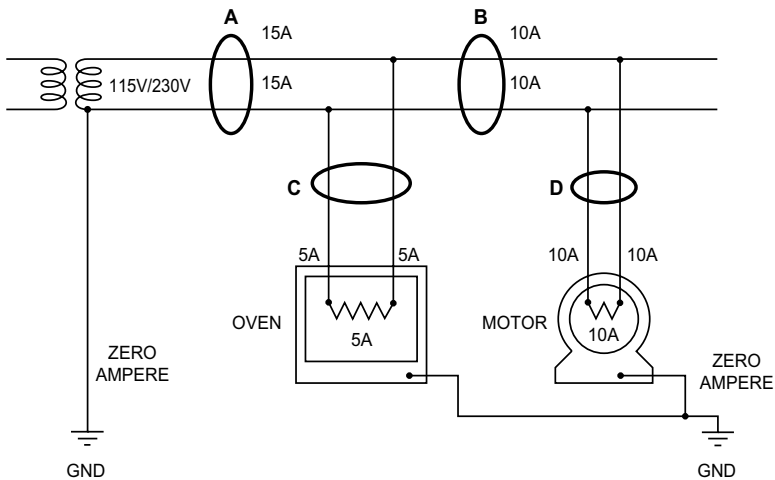 A
B
15A
10A
15A
10A
115V/230V
C
D
5A
5A
10A
10A
OVEN
MOTOR
5A
10A
ZERO
AMPERE
ZERO
AMPERE
GND
GND